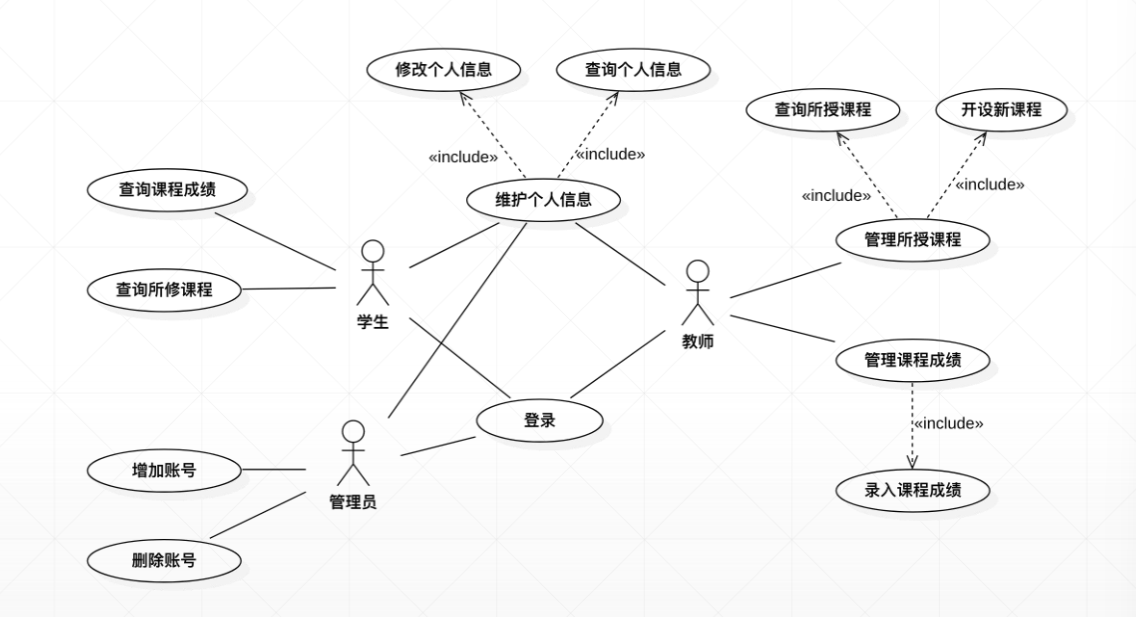 修改个人信息
查询个人信息
查询所授课程
开设新课程
«include»
«include»
查询课程成绩
维护个人信息
«include»
«include»
管理所授课程
查询所修课程
学生
教师
管理课程成绩
登录
«include»
增加账号
管理员
录入课程成绩
删除账号